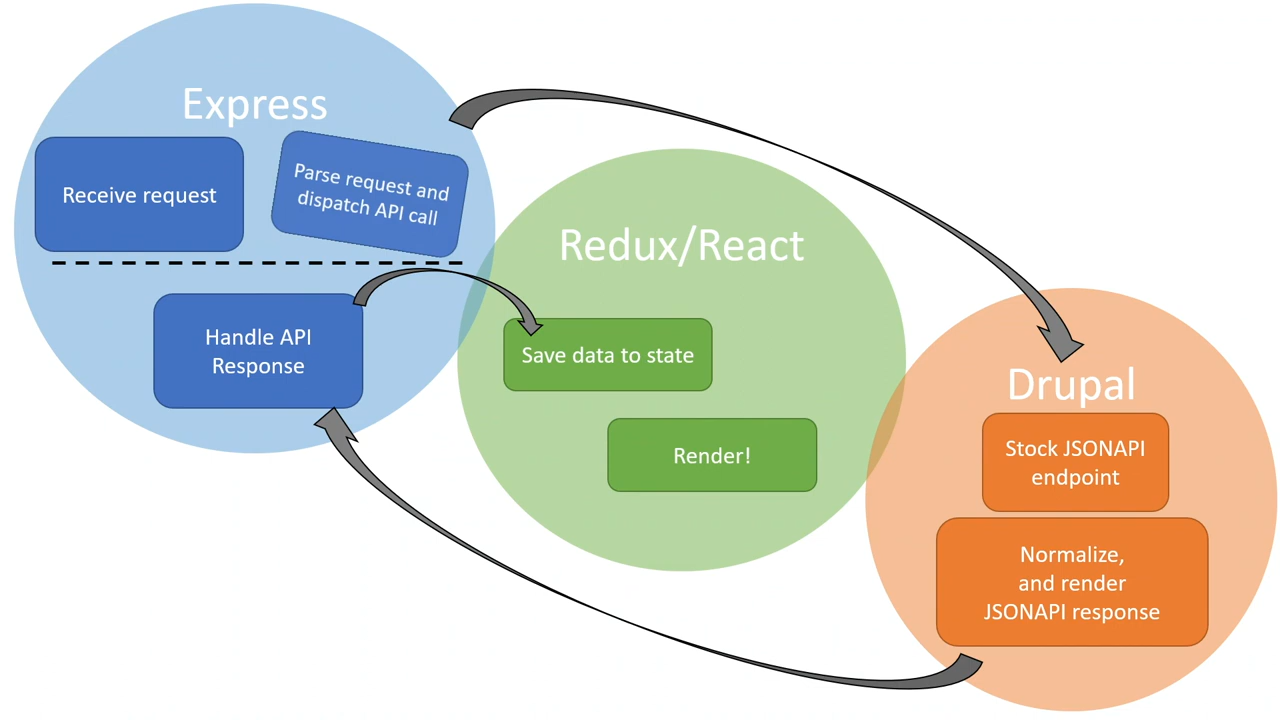 Express
Receive request
Parse request and
dispatch API call
Handle API
Response
Redux/React
Save data to state
Render!
Drupal
Stock JSONAPI
endpoint
Normalize,
and render
JSONAPI response